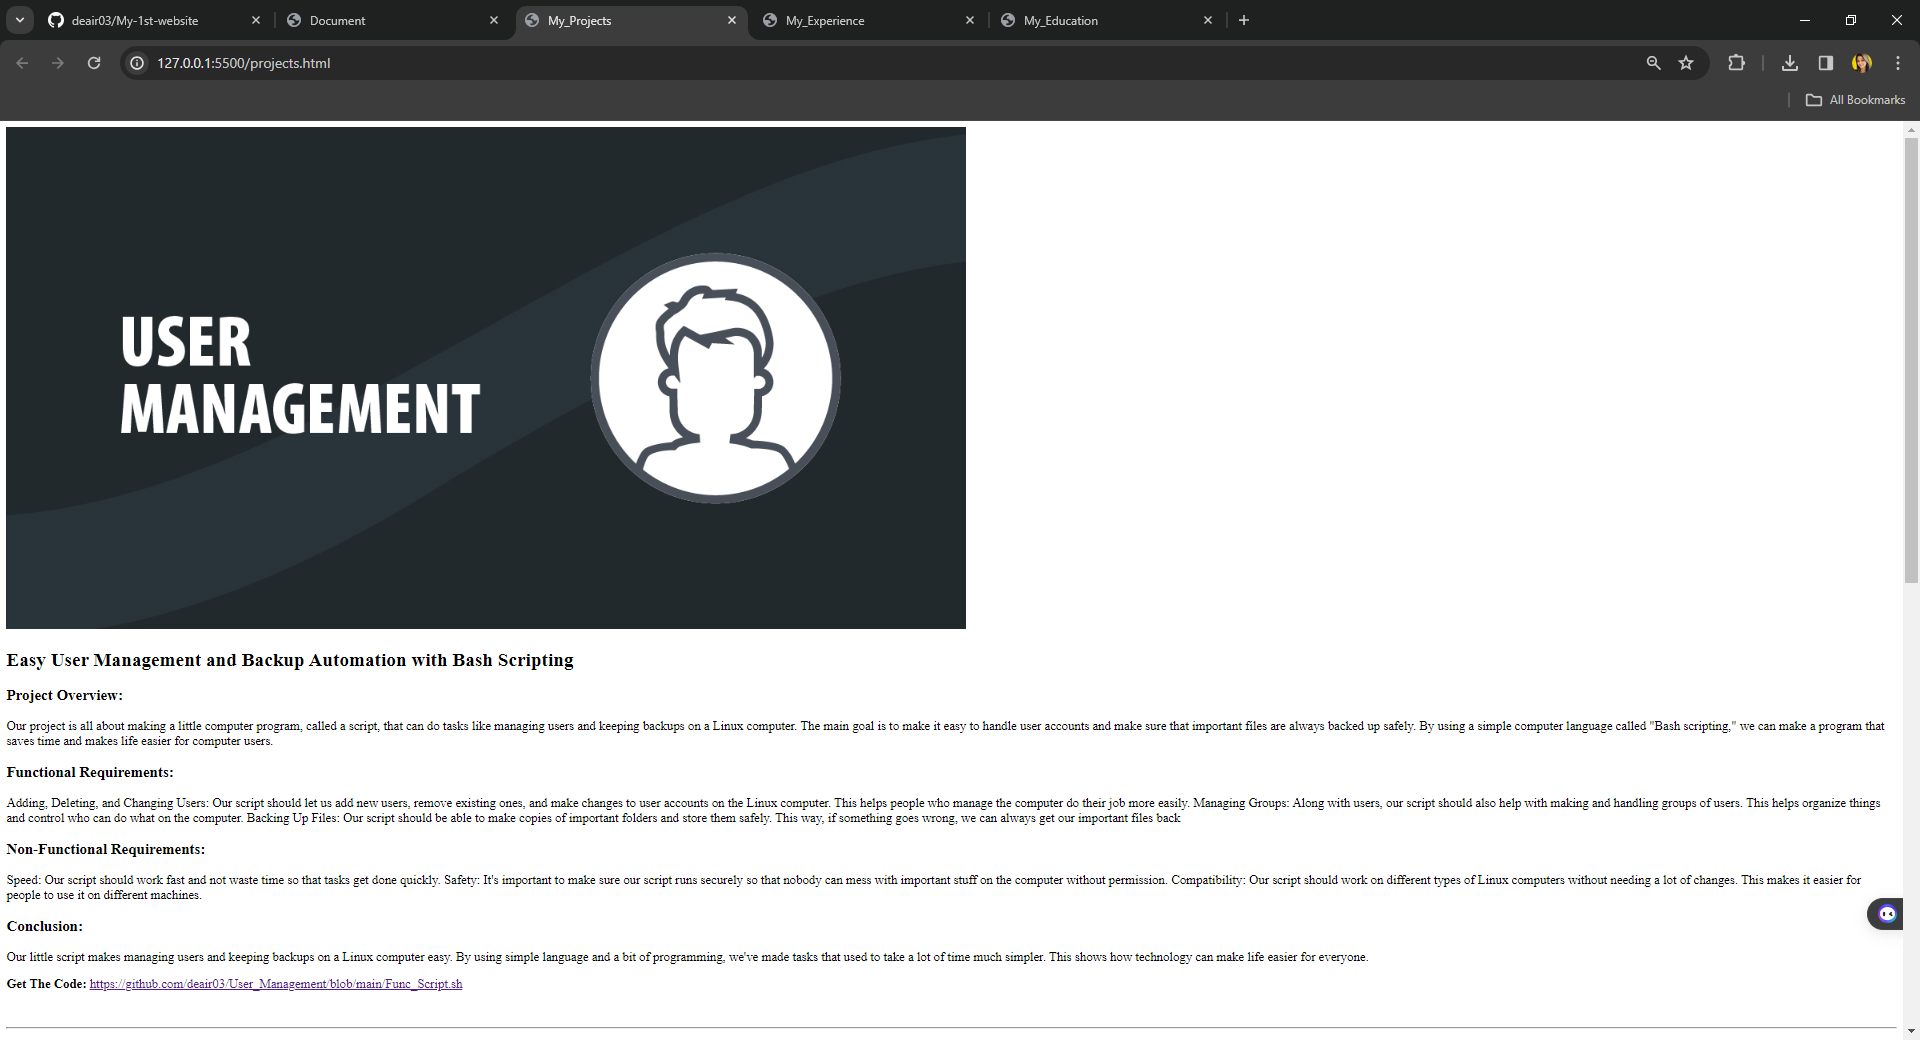 deair03/My-1st-website
Document
My_Projects
My_Experience
My_Education
127.0.0.1:5500/projects.html
All Bookmarks
USER
MANAGEMENT
Easy User Management and Backup Automation with Bash Scripting
Project Overview:
Our project is all about making a little computer program, called a script, that can do tasks like managing users and keeping backups on a Linux computer. The main goal is to make it easy to handle user accounts and make sure that important files are always backed up safely. By using a simple computer language called "Bash scripting," we can make a program that
saves time and makes life easier for computer users.
Functional Requirements:
Adding, Deleting, and Changing Users: Our script should let us add new users, remove existing ones, and make changes to user accounts on the Linux computer. This helps people who manage the computer do their job more easily. Managing Groups: Along with users, our script should also help with making and handling groups of users. This helps organize things
and control who can do what on the computer. Backing Up Files: Our script should be able to make copies of important folders and store them safely. This way, if something goes wrong, we can always get our important files back
Non-Functional Requirements:
Speed: Our script should work fast and not waste time so that tasks get done quickly. Safety: It's important to make sure our script runs securely so that nobody can mess with important stuff on the computer without permission. Compatibility: Our script should work on different types of Linux computers without needing a lot of changes. This makes it easier for
people to use it on different machines.
Conclusion:
Our little script makes managing users and keeping backups on a Linux computer easy. By using simple language and a bit of programming, we've made tasks that used to take a lot of time much simpler. This shows how technology can make life easier for everyone.
Get The Code: https://github.com/deair03/User_Management/blob/main/Func_Script.sh